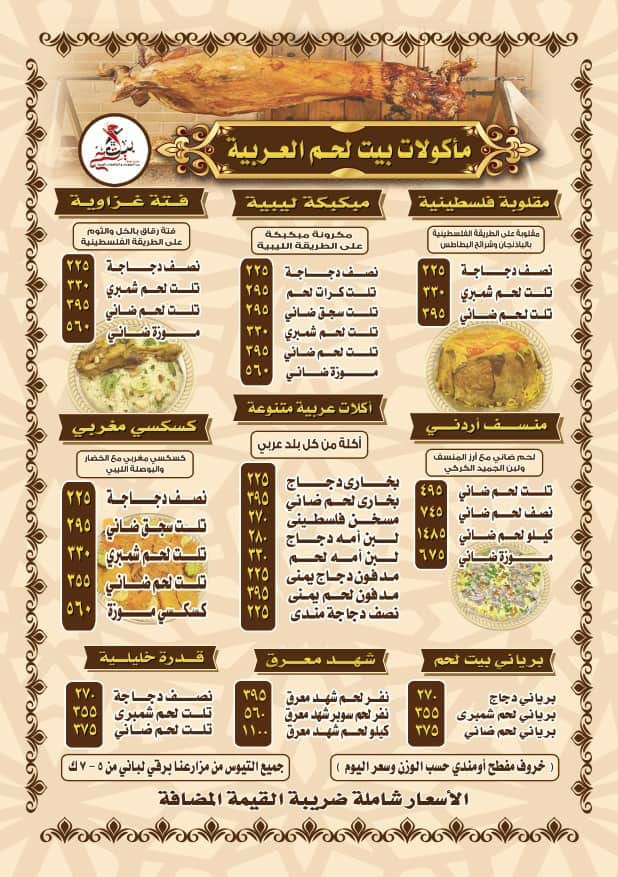 مأكولات بيت لحم العربية
مقلوبة فلسطينية
مقلوبة على الطريقة الفلسطينية
بالباذنجان وشرائح البطاطس
نصف دجاجة ٢٢٥
تلت لحم شمبري ٣٣٠
تلت لحم ضاني ٣٩٥
مبكبكة ليبية
مكرونة مبكبكة
على الطريقة الليبية
نصف دجاجة ٢٢٥
تلت كرات لحم ٢٩٥
تلت سجق ضاني ٢٩٥
تلت لحم شمبري ٣٣٠
تلت لحم ضاني ٣٩٥
موزة ضاني ٥٦٠
فتة غزاوية
فتة رقاق بالخل والثوم
على الطريقة الفلسطينية
نصف دجاجة ٢٢٥
تلت لحم شمبري ٣٣٠
تلت لحم ضاني ٣٩٥
موزة ضاني ٥٦٠
منسف أردني
لحم ضاني مع أرز المنسف
ولبن الجميد الكركي
تلت لحم ضاني ٤٩٥
نصف لحم ضاني ٧٤٥
كيلو لحم ضاني ١٤٨٥
موزة ضاني ٦٧٥
أكلات عربية متنوعة
أكلة من كل بلد عربي
بخارى دجاج ٢٢٥
بخارى لحم ضاني ٣٩٥
مسخن فلسطينى ٢٧٠
لبن أمه دجاج ٢٨٠
لبن أمه لحم ٣٣٠
مدفون دجاج يمنى ٢٢٥
مدفون لحم يمنى ٣٩٥
نصف دجاجة مندى ٢٢٥
كسكسي مغربي
كسكسي مغربي مع الخضار
والبوصلة الليبي
نصف دجاجة ٢٢٥
تلت سجق ضاني ٢٩٥
تلت لحم شمبري ٣٣٠
تلت لحم ضاني ٣٥٥
كسكسي موزة ٥٦٠
برياني بيت لحم
برياني دجاج ٢٧٠
برياني لحم شمبرى ٣٥٥
برياني لحم ضاني ٣٧٥
شهد معرق
نفر لحم شهد معرق ٣٩٥
نفر لحم سوبر شهد معرق ٥٦٠
كيلو لحم شهد معرق ١١٠٠
قدرة خليلية
نصف دجاجة ٢٧٠
تلت لحم شمبرى ٣٥٥
تلت لحم ضاني ٣٧٥
( خروف مفطح أومندي حسب الوزن وسعر اليوم )
جميع التيوس من مزارعنا برقي لباني من ٥ - ٧ ك
الأسعار شاملة ضريبة القيمة المضافة